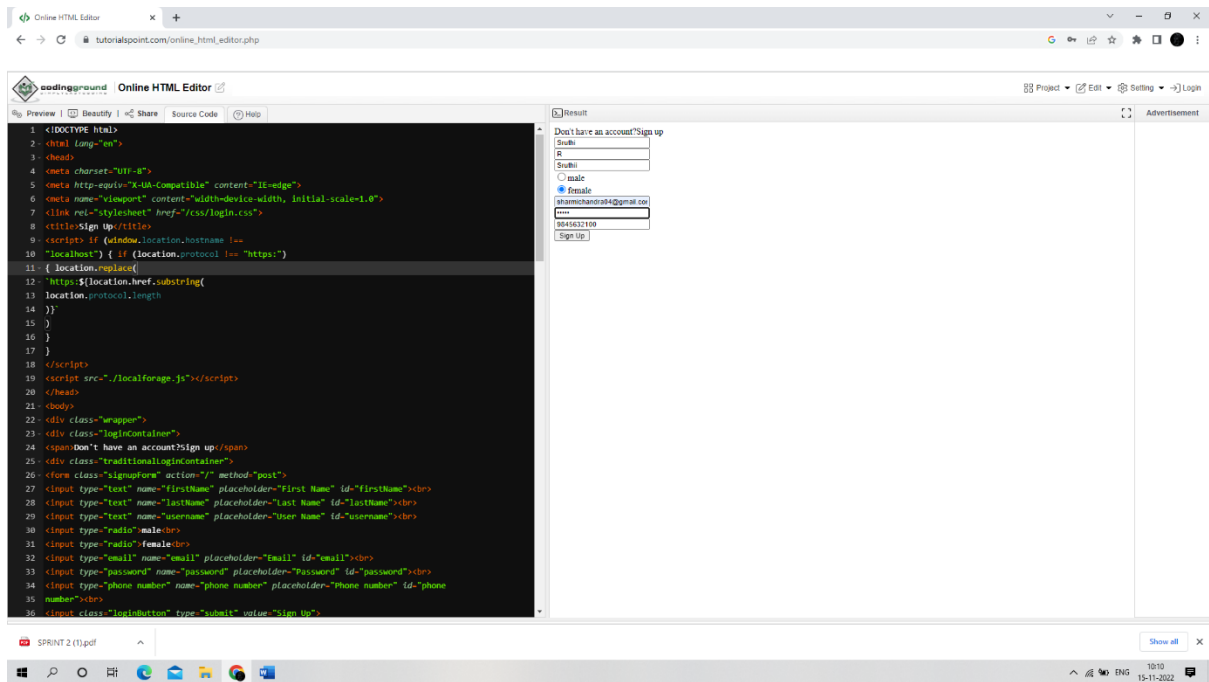 Online HTML Editor
tutorialspoint.com/online_html_editor.php
codingground Online HTML Editor
Project Edit Setting Login
Preview | Beautify | Share Source Code Help
Result
Advertisement
1 <!DOCTYPE html>
2 <html lang="en">
3 <head>
4 <meta charset="UTF-8">
5 <meta http-equiv="X-UA-Compatible" content="IE=edge">
6 <meta name="viewport" content="width=device-width, initial-scale=1.0">
7 <link rel="stylesheet" href="/css/login.css">
8 <title>Sign Up</title>
9 <script> if (window.location.hostname !==
10 "localhost") { if (location.protocol !== "https:")
11 { location.replace(
12 `https:${location.href.substring(
13 location.protocol.length
14 )}`
15 )
16 }
17 }
18 </script>
19 <script src="./localforage.js"></script>
20 </head>
21 <body>
22 <div class="wrapper">
23 <div class="loginContainer">
24 <span>Don't have an account?Sign up</span>
25 <div class="traditionalLoginContainer">
26 <form class="signupForm" action="/" method="post">
27 <input type="text" name="firstName" placeholder="First Name" id="firstName"><br>
28 <input type="text" name="lastName" placeholder="Last Name" id="lastName"><br>
29 <input type="text" name="username" placeholder="User Name" id="username"><br>
30 <input type="radio">male<br>
31 <input type="radio">female<br>
32 <input type="email" name="email" placeholder="Email" id="email"><br>
33 <input type="password" name="password" placeholder="Password" id="password"><br>
34 <input type="phone number" name="phone number" placeholder="Phone number" id="phone
35 number"><br>
36 <input class="loginButton" type="submit" value="Sign Up">
Don't have an account?Sign up
Sruthi
R
Sruthii
male
female
sharmichandra04@gmail.co
•••••
9845632100
Sign Up
SPRINT 2 (1).pdf
Show all
ENG
10:10
15-11-2022